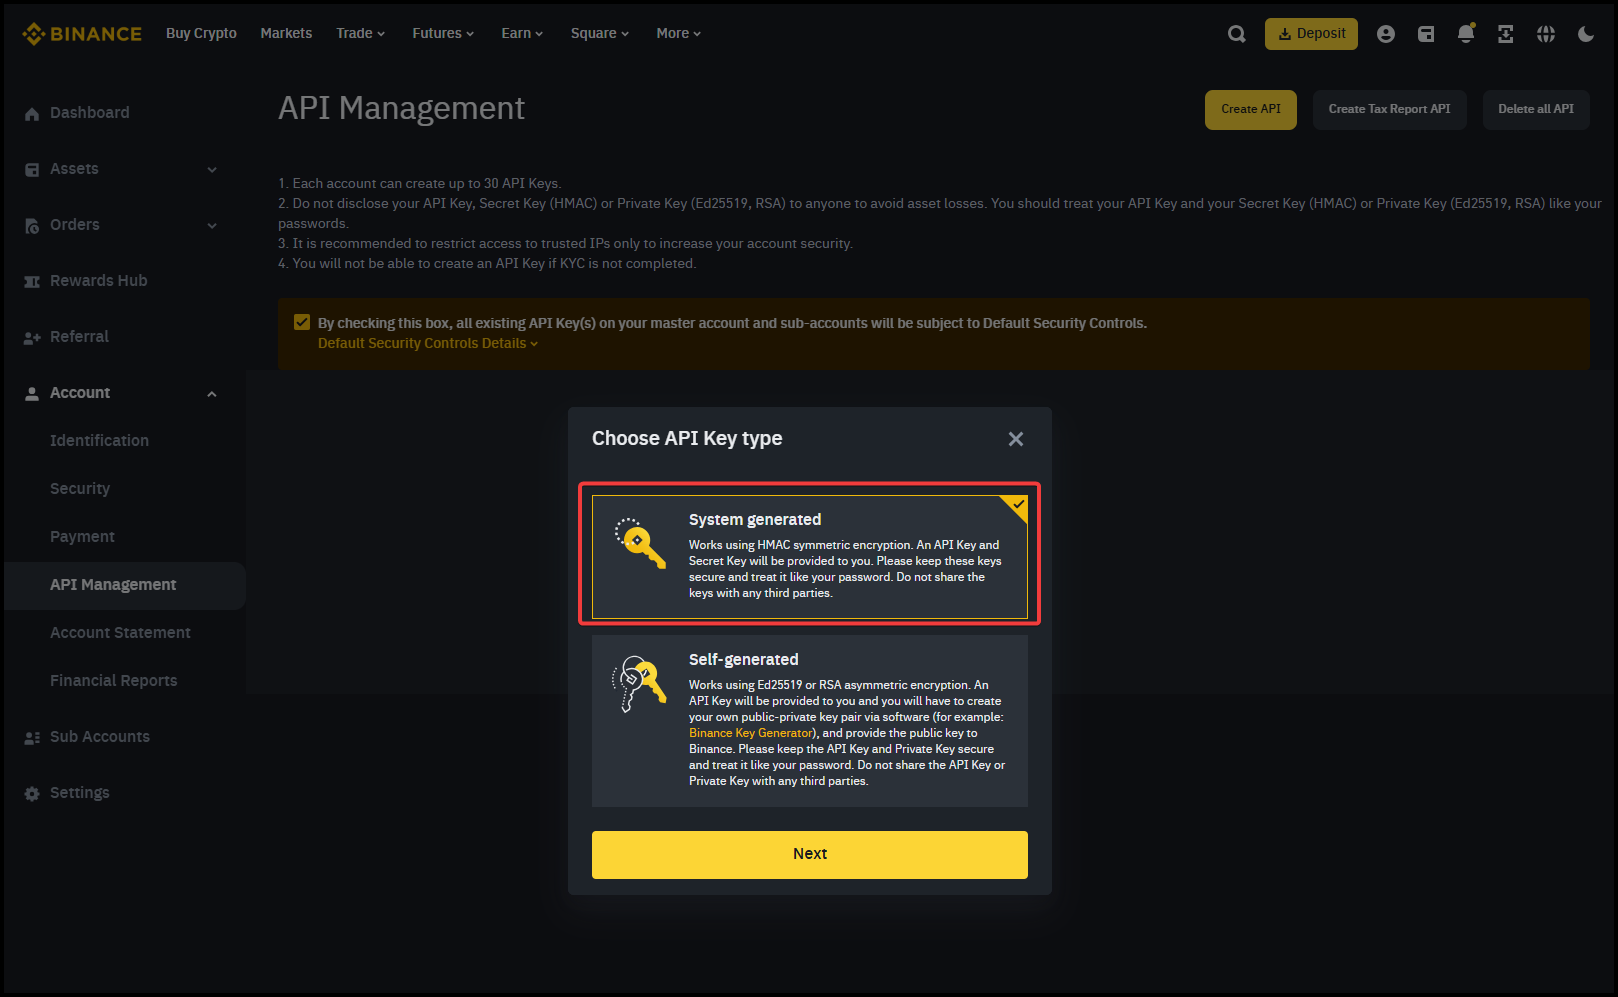 BINANCE
Buy Crypto
Markets
Trade
Futures
Earn
Square
More
Deposit
Dashboard
Assets
Orders
Rewards Hub
Referral
Account
Identification
Security
Payment
API Management
Account Statement
Financial Reports
Sub Accounts
Settings
API Management
Create API
Create Tax Report API
Delete all API
1. Each account can create up to 30 API Keys.
2. Do not disclose your API Key, Secret Key (HMAC) or Private Key (Ed25519, RSA) to anyone to avoid asset losses. You should treat your API Key and your Secret Key (HMAC) or Private Key (Ed25519, RSA) like your
passwords.
3. It is recommended to restrict access to trusted IPs only to increase your account security.
4. You will not be able to create an API Key if KYC is not completed.
By checking this box, all existing API Key(s) on your master account and sub-accounts will be subject to Default Security Controls.
Default Security Controls Details
Choose API Key type
System generated
Works using HMAC symmetric encryption. An API Key and
Secret Key will be provided to you. Please keep these keys
secure and treat it like your password. Do not share the
keys with any third parties.
Self-generated
Works using Ed25519 or RSA asymmetric encryption. An
API Key will be provided to you and you will have to create
your own public-private key pair via software (for example:
Binance Key Generator), and provide the public key to
Binance. Please keep the API Key and Private Key secure
and treat it like your password. Do not share the API Key or
Private Key with any third parties.
Next